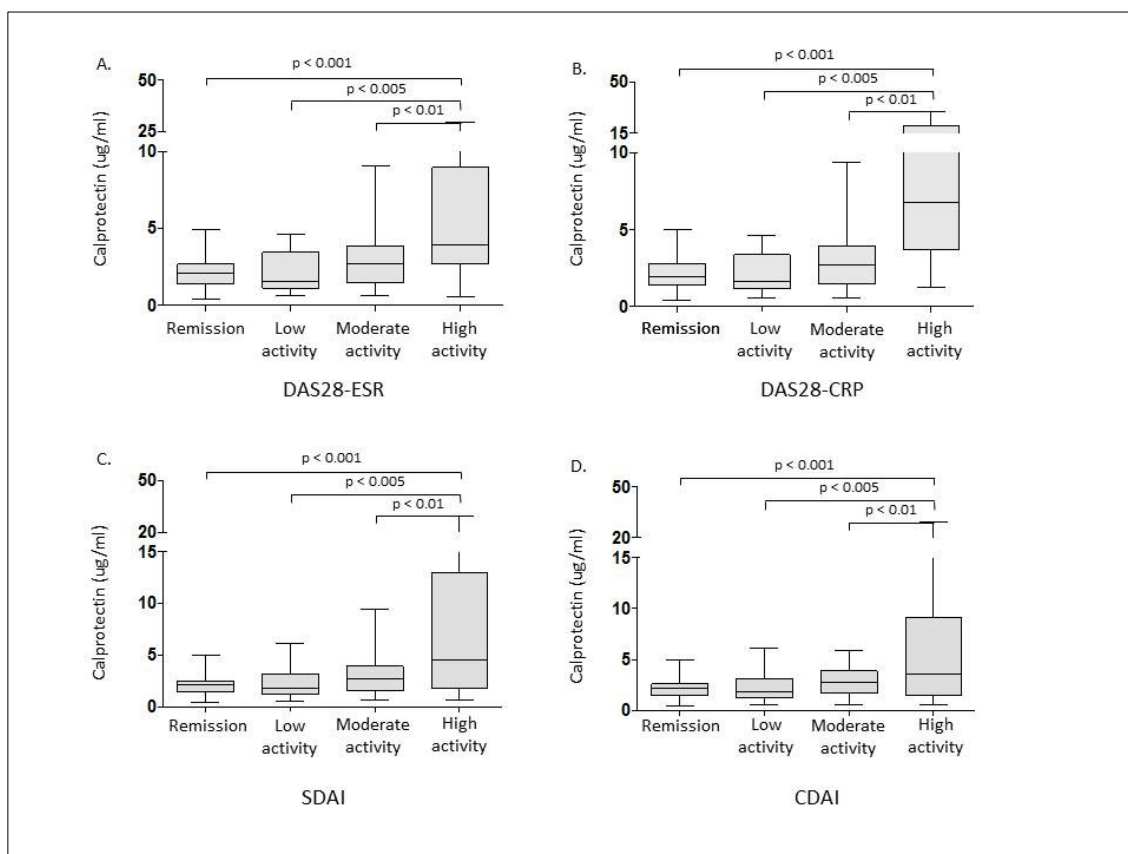 A.
p < 0.001
p < 0.005
p < 0.01
50
25
10
5
0
Calprotectin (ug/ml)
Remission
Low
activity
Moderate
activity
High
activity
DAS28-ESR
B.
p < 0.001
p < 0.005
p < 0.01
50
15
10
5
0
Calprotectin (ug/ml)
Remission
Low
activity
Moderate
activity
High
activity
DAS28-CRP
C.
p < 0.001
p < 0.005
p < 0.01
50
20
15
10
5
0
Calprotectin (ug/ml)
Remission
Low
activity
Moderate
activity
High
activity
SDAI
D.
p < 0.001
p < 0.005
p < 0.01
50
20
15
10
5
0
Calprotectin (ug/ml)
Remission
Low
activity
Moderate
activity
High
activity
CDAI